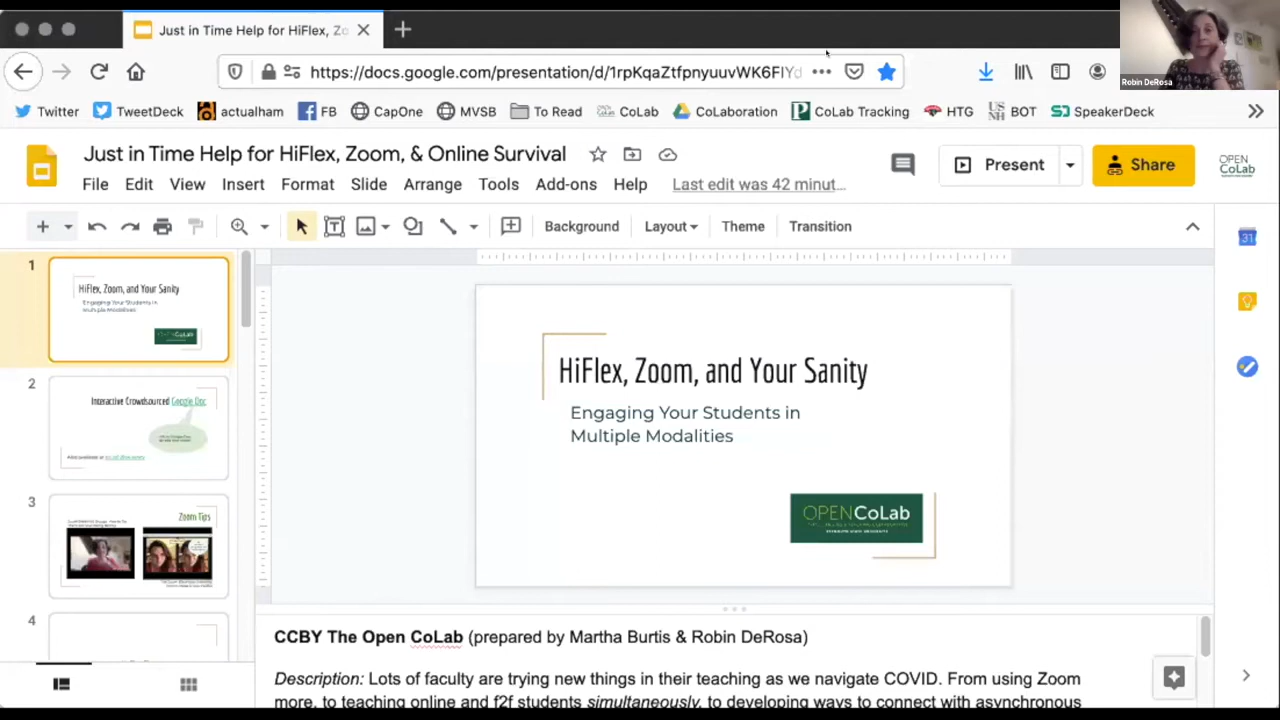 Just in Time Help for HiFlex, Zo
https://docs.google.com/presentation/d/1rpKqaZtfpnyuuvWK6FIYd
Robin DeRosa
Twitter TweetDeck actualham FB CapOne MVSB To Read CoLab CoLaboration CoLab Tracking HTG BOT SpeakerDeck
Just in Time Help for HiFlex, Zoom, & Online Survival
Present Share
OPEN
CoLAB
File Edit View Insert Format Slide Arrange Tools Add-ons Help Last edit was 42 minut…
Background Layout Theme Transition
31
1
HiFlex, Zoom, and Your Sanity
Engaging Your Students in
Multiple Modalities
OPENCoLab
2
Interactive Crowdsourced Google Doc
3
Zoom Tips
4
HiFlex, Zoom, and Your Sanity
Engaging Your Students in
Multiple Modalities
OPENCoLab
CCBY The Open CoLab (prepared by Martha Burtis & Robin DeRosa)
Description: Lots of faculty are trying new things in their teaching as we navigate COVID. From using Zoom
more, to teaching online and f2f students simultaneously, to developing ways to connect with asynchronous